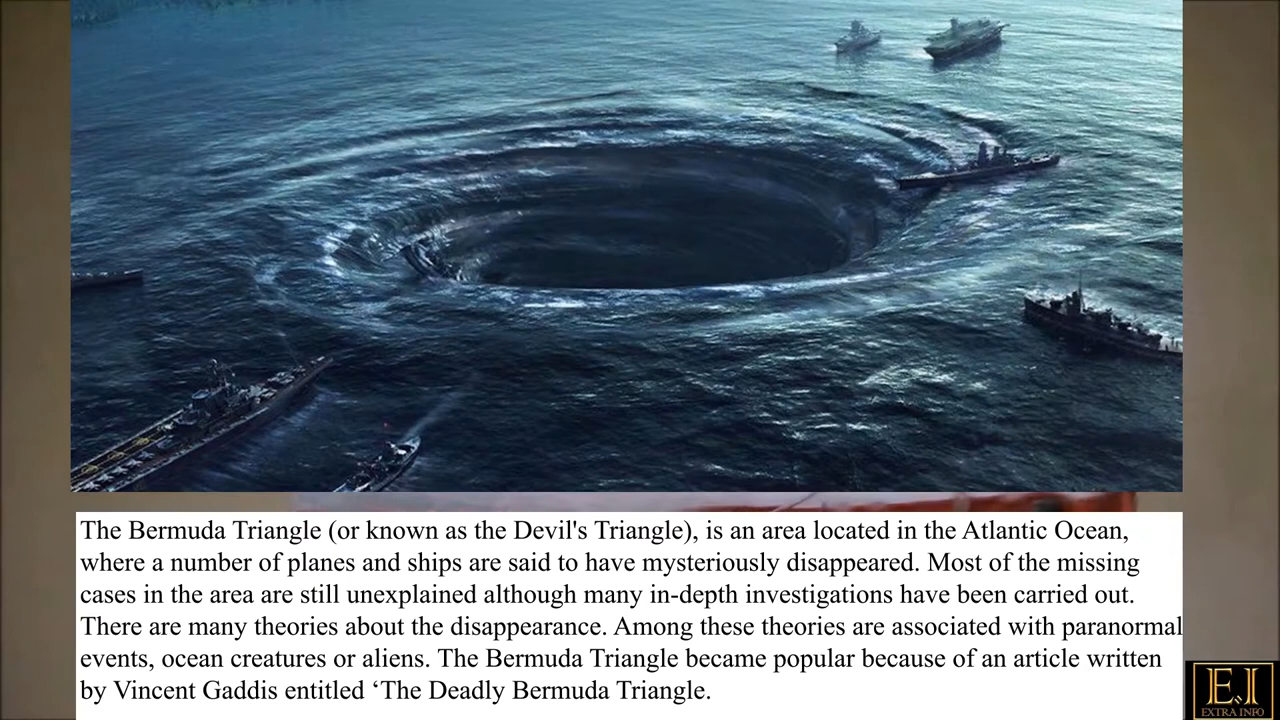 The Bermuda Triangle (or known as the Devil's Triangle), is an area located in the Atlantic Ocean,
where a number of planes and ships are said to have mysteriously disappeared. Most of the missing
cases in the area are still unexplained although many in-depth investigations have been carried out.
There are many theories about the disappearance. Among these theories are associated with paranormal
events, ocean creatures or aliens. The Bermuda Triangle became popular because of an article written
by Vincent Gaddis entitled ‘The Deadly Bermuda Triangle.
E.I
EXTRA INFO